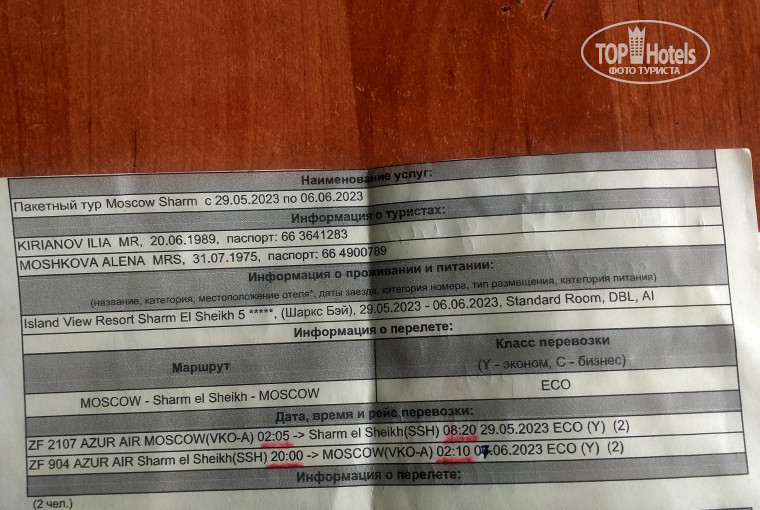 TOP Hotels
ФОТО ТУРИСТА
Наименование услуг:
Пакетный тур Moscow Sharm с 29.05.2023 по 06.06.2023
Информация о туристах:
KIRIANOV ILIA MR, 20.06.1989, паспорт: 66 3641283
MOSHKOVA ALENA MRS, 31.07.1975, паспорт: 66 4900789
Информация о проживании и питании:
(название, категория, местоположение отеля*, даты заезда, категория номера, тип размещения, категория питания)
Island View Resort Sharm El Sheikh 5 *****, (Шаркс Бэй), 29.05.2023 - 06.06.2023, Standard Room, DBL, AI
Информация о перелете:
Маршрут
Класс перевозки
(Y - эконом, C - бизнес)
MOSCOW - Sharm el Sheikh - MOSCOW
ECO
Дата, время и рейс перевозки:
ZF 2107 AZUR AIR MOSCOW(VKO-A) 02:05 -> Sharm el Sheikh(SSH) 08:20 29.05.2023 ECO (Y) (2)
ZF 904 AZUR AIR Sharm el Sheikh(SSH) 20:00 -> MOSCOW(VKO-A) 02:10 07.06.2023 ECO (Y) (2)
Информация о перелете:
(2 чел.)